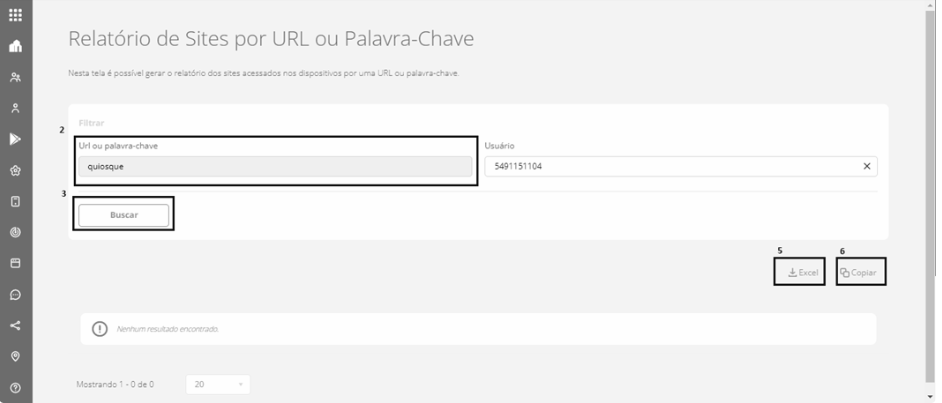 Relatório de Sites por URL ou Palavra-Chave
Nesta tela é possível gerar o relatório dos sites acessados nos dispositivos por uma URL ou palavra-chave.
Filtrar
2
Url ou palavra-chave
Usuário
quiosque
5491151104
3
Buscar
5
6
Excel
Copiar
Nenhum resultado encontrado.
Mostrando 1 - 0 de 0
20